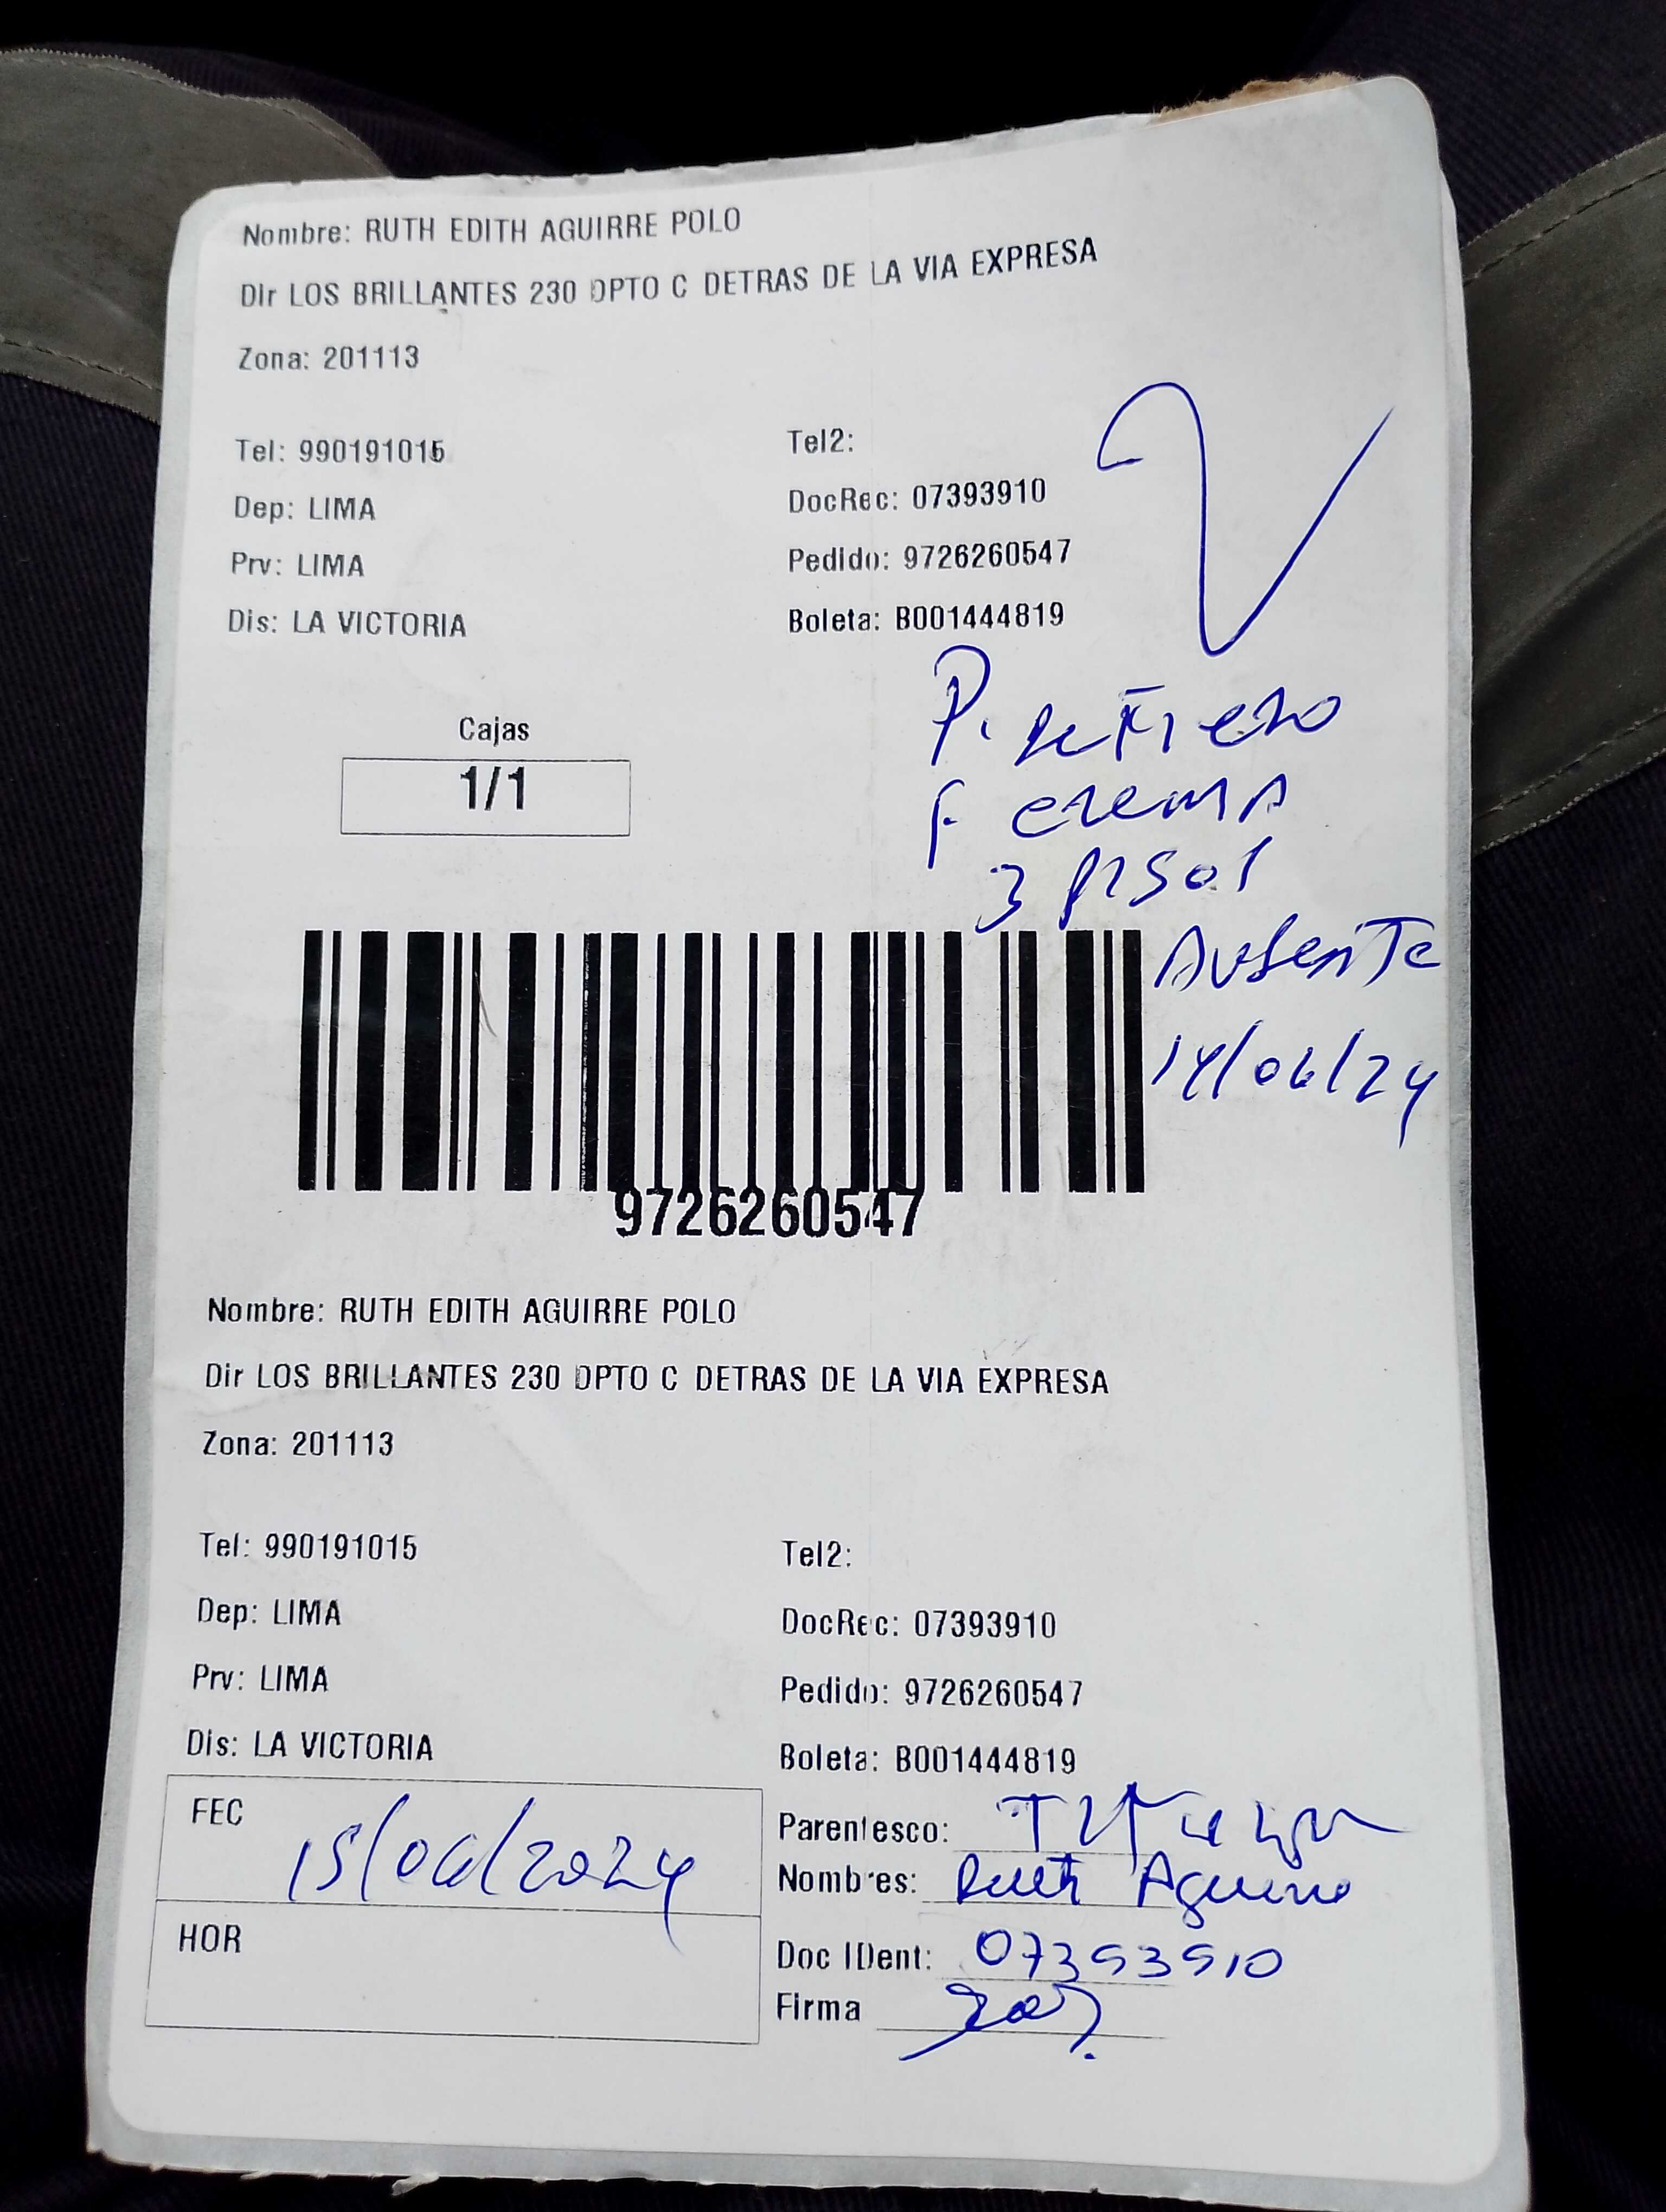 Nombre: RUTH EDITH AGUIRRE POLO
Dir LOS BRILLANTES 230 DPTO C DETRAS DE LA VIA EXPRESA
Zona: 201113
Tel: 990191015
Tel2:
Dep: LIMA
DocRec: 07393910
Prv: LIMA
Pedido: 9726260547
Dis: LA VICTORIA
Boleta: B001444819
Cajas
1/1
P.
F crema
3 pisos
Ausente
14/06/24
9726260547
Nombre: RUTH EDITH AGUIRRE POLO
Dir LOS BRILLANTES 230 DPTO C DETRAS DE LA VIA EXPRESA
Zona: 201113
Tel: 990191015
Tel2:
Dep: LIMA
DocRec: 07393910
Prv: LIMA
Pedido: 9726260547
Dis: LA VICTORIA
Boleta: B001444819
FEC 15/06/2024
Parentesco: Titular
Nombres: Ruth Aguirre
HOR
Doc IDent: 07393910
Firma